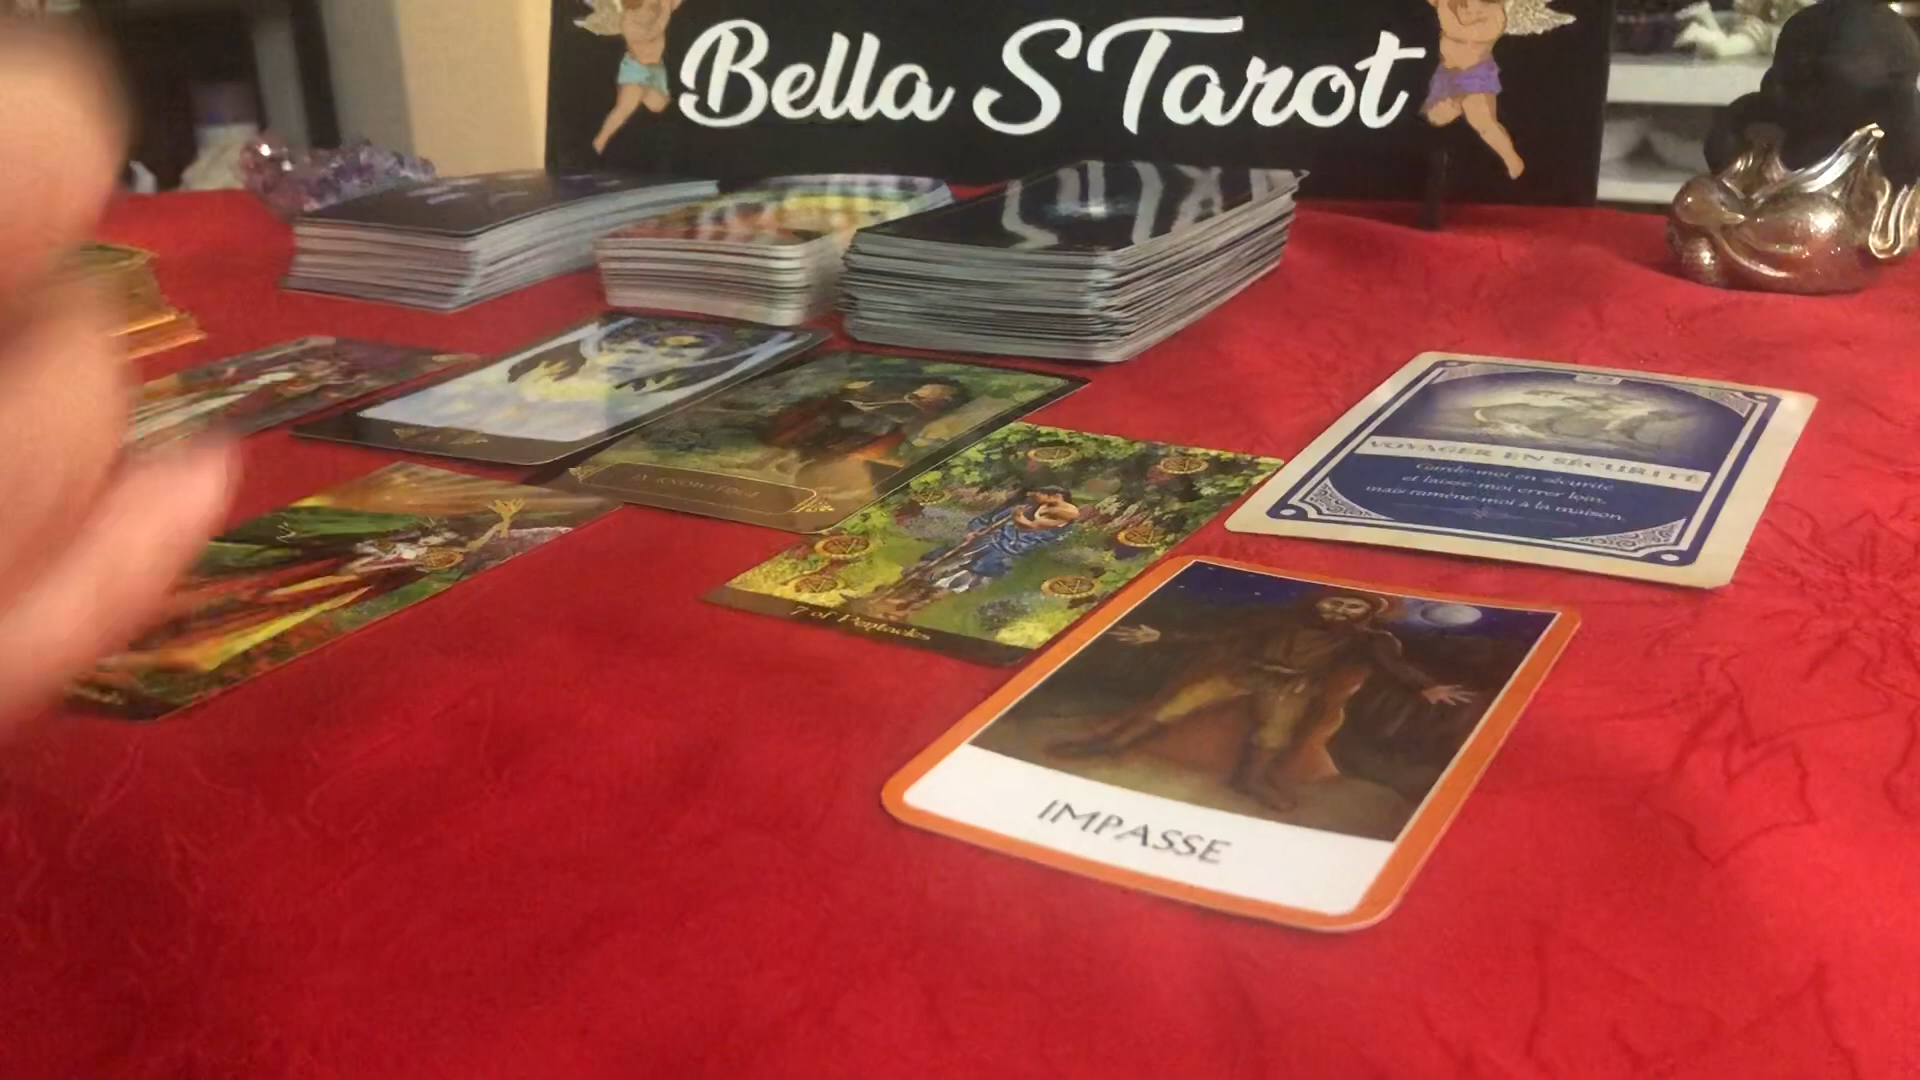 Bella S Tarot
VOYAGER EN SÉCURITÉ
Garde-moi en sécurité
et laisse-moi errer loin,
mais ramène-moi à la maison.
7 of Pentacles
IMPASSE